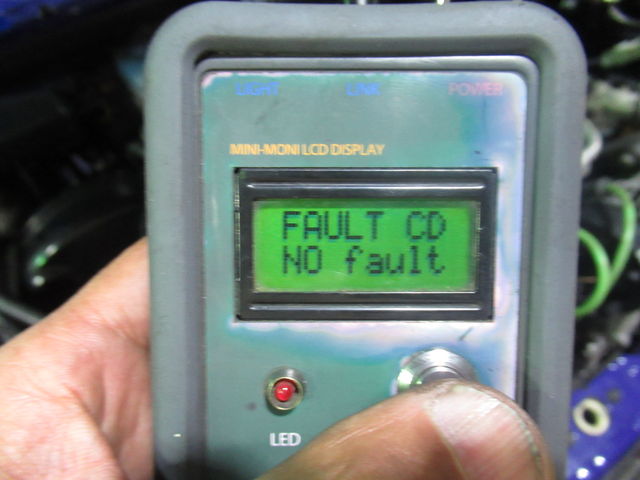 LIGHT LINK POWER
MINI-MONI LCD DISPLAY
FAULT CD
NO fault
LED